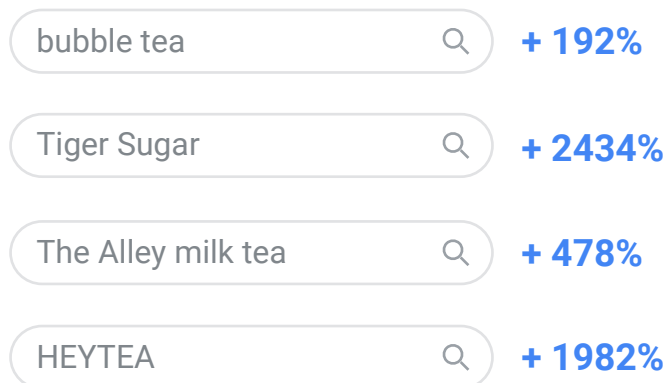 bubble tea + 192%
Tiger Sugar + 2434%
The Alley milk tea + 478%
HEYTEA + 1982%